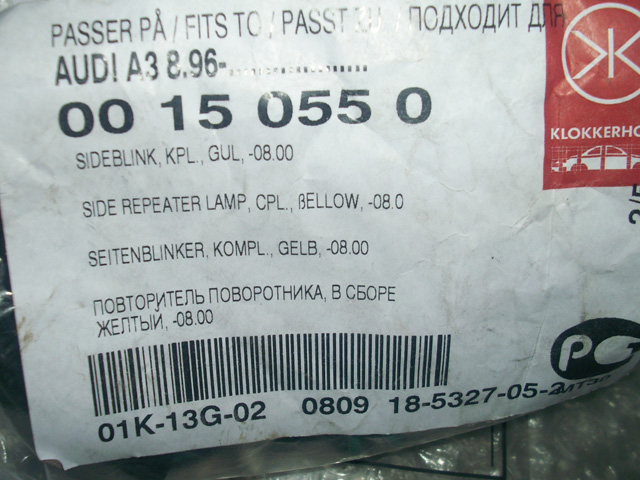 PASSER PÅ / FITS TO / PASST ZU / ПОДХОДИТ ДЛЯ
AUDI A3 8.96-
00 15 055 0
KLOKKERHO
SIDEBLINK, KPL., GUL, -08.00
SIDE REPEATER LAMP, CPL., ßELLOW, -08.0
SEITENBLINKER, KOMPL., GELB, -08.00
ПОВТОРИТЕЛЬ ПОВОРОТНИКА, В СБОРЕ
ЖЕЛТЫЙ, -08.00
01K-13G-02 0809 18-5327-05-2